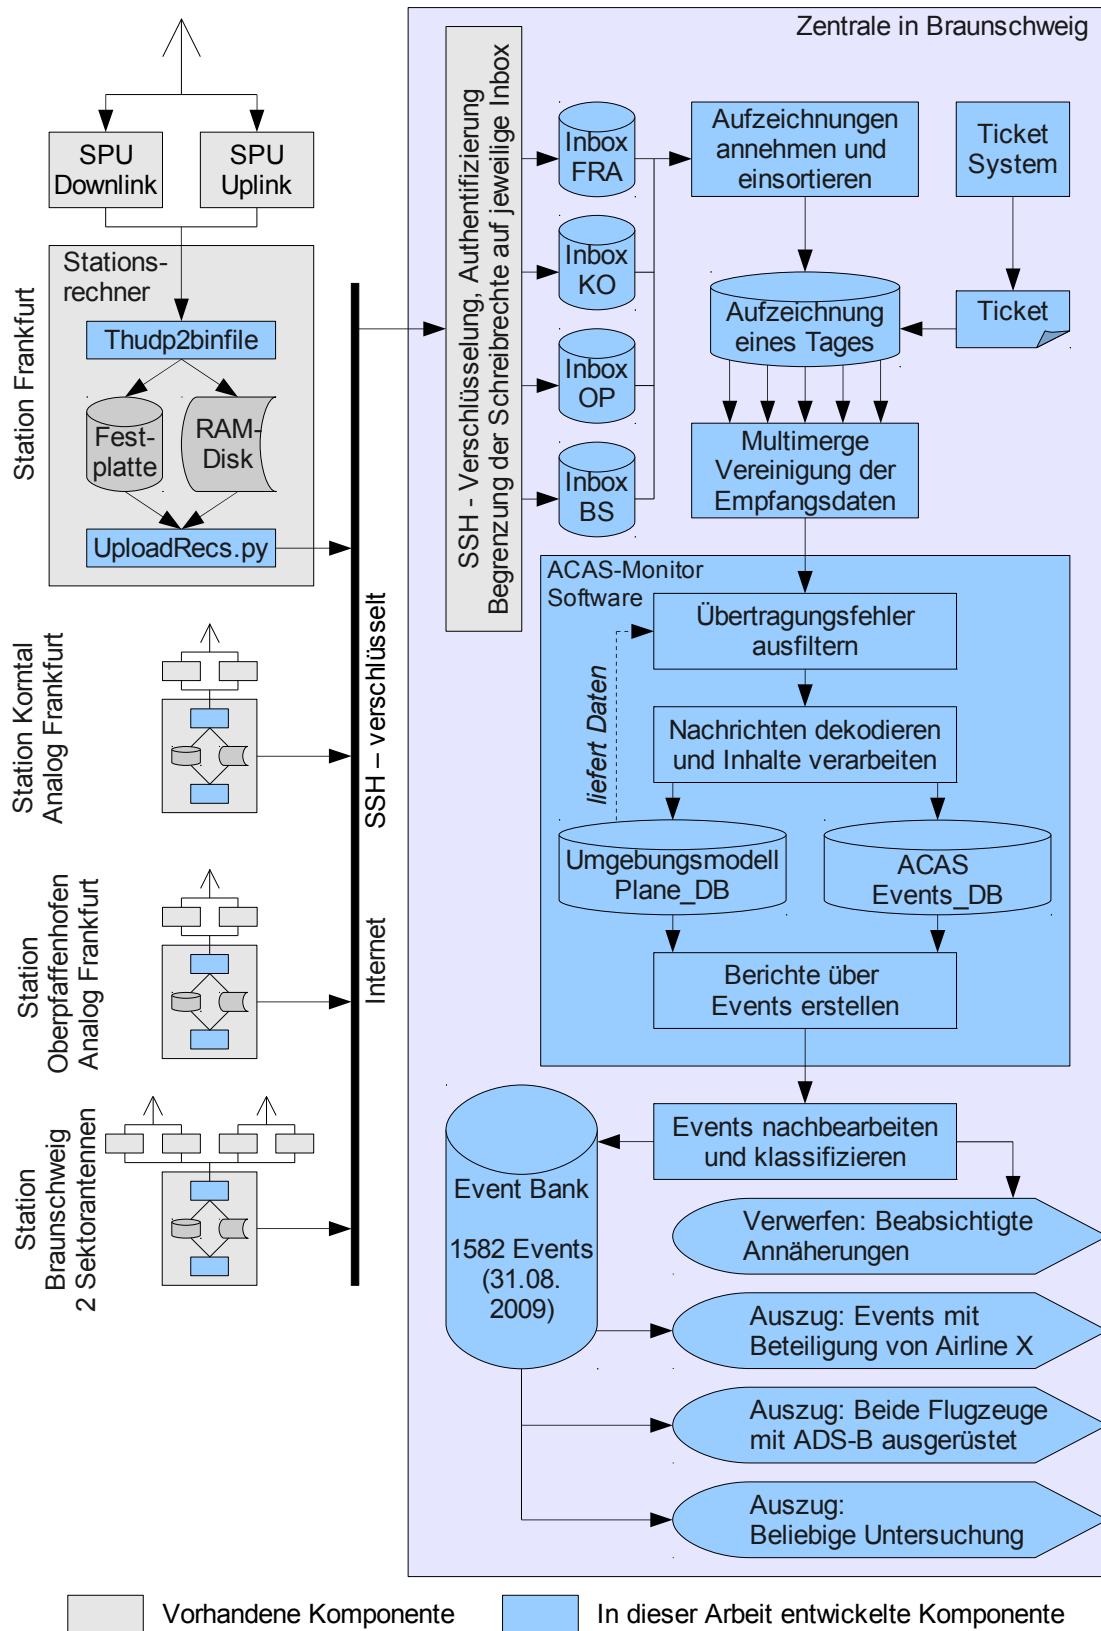 Zentrale in Braunschweig
SPU
Downlink
SPU
Uplink
Station Frankfurt
Stations-
rechner
Thudp2binfile
Fest-
platte
RAM-
Disk
UploadRecs.py
Station Korntal
Analog Frankfurt
Station
Oberpfaffenhofen
Analog Frankfurt
Station
Braunschweig
2 Sektorantennen
SSH – verschlüsselt
Internet
SSH - Verschlüsselung, Authentifizierung
Begrenzung der Schreibrechte auf jeweilige Inbox
Inbox
FRA
Inbox
KO
Inbox
OP
Inbox
BS
Aufzeichnungen
annehmen und
einsortieren
Ticket
System
Aufzeichnung
eines Tages
Ticket
Multimerge
Vereinigung der
Empfangsdaten
ACAS-Monitor
Software
Übertragungsfehler
ausfiltern
liefert Daten
Nachrichten dekodieren
und Inhalte verarbeiten
Umgebungsmodell
Plane_DB
ACAS
Events_DB
Berichte über
Events erstellen
Events nachbearbeiten
und klassifizieren
Event Bank
1582 Events
(31.08.
2009)
Verwerfen: Beabsichtigte
Annäherungen
Auszug: Events mit
Beteiligung von Airline X
Auszug: Beide Flugzeuge
mit ADS-B ausgerüstet
Auszug:
Beliebige Untersuchung
Vorhandene Komponente
In dieser Arbeit entwickelte Komponente